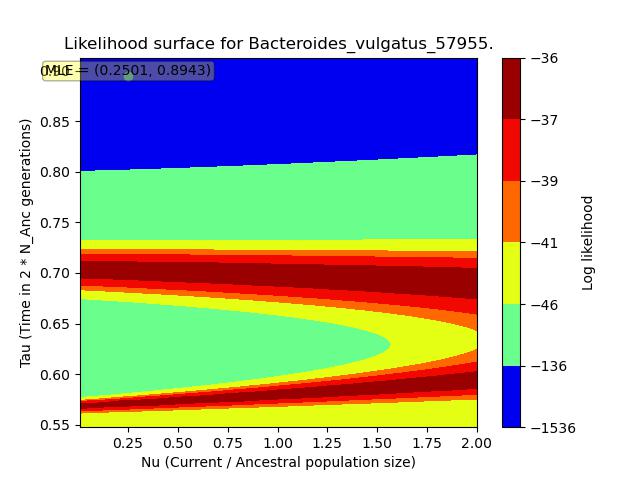 Likelihood surface for Bacteroides_vulgatus_57955.
MLE = (0.2501, 0.8943)
0.90
0.85
0.80
0.75
0.70
0.65
0.60
0.55
Tau (Time in 2 * N_Anc generations)
0.25 0.50 0.75 1.00 1.25 1.50 1.75 2.00
Nu (Current / Ancestral population size)
−36
−37
−39
−41
−46
−136
−1536
Log likelihood